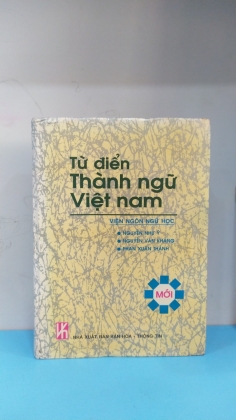 Từ điển
Thành ngữ
Việt nam
VIỆN NGÔN NGỮ HỌC
NGUYỄN NHƯ Ý
NGUYỄN VĂN KHANG
PHAN XUÂN THÀNH
MỚI
NHÀ XUẤT BẢN VĂN HOÁ - THÔNG TIN